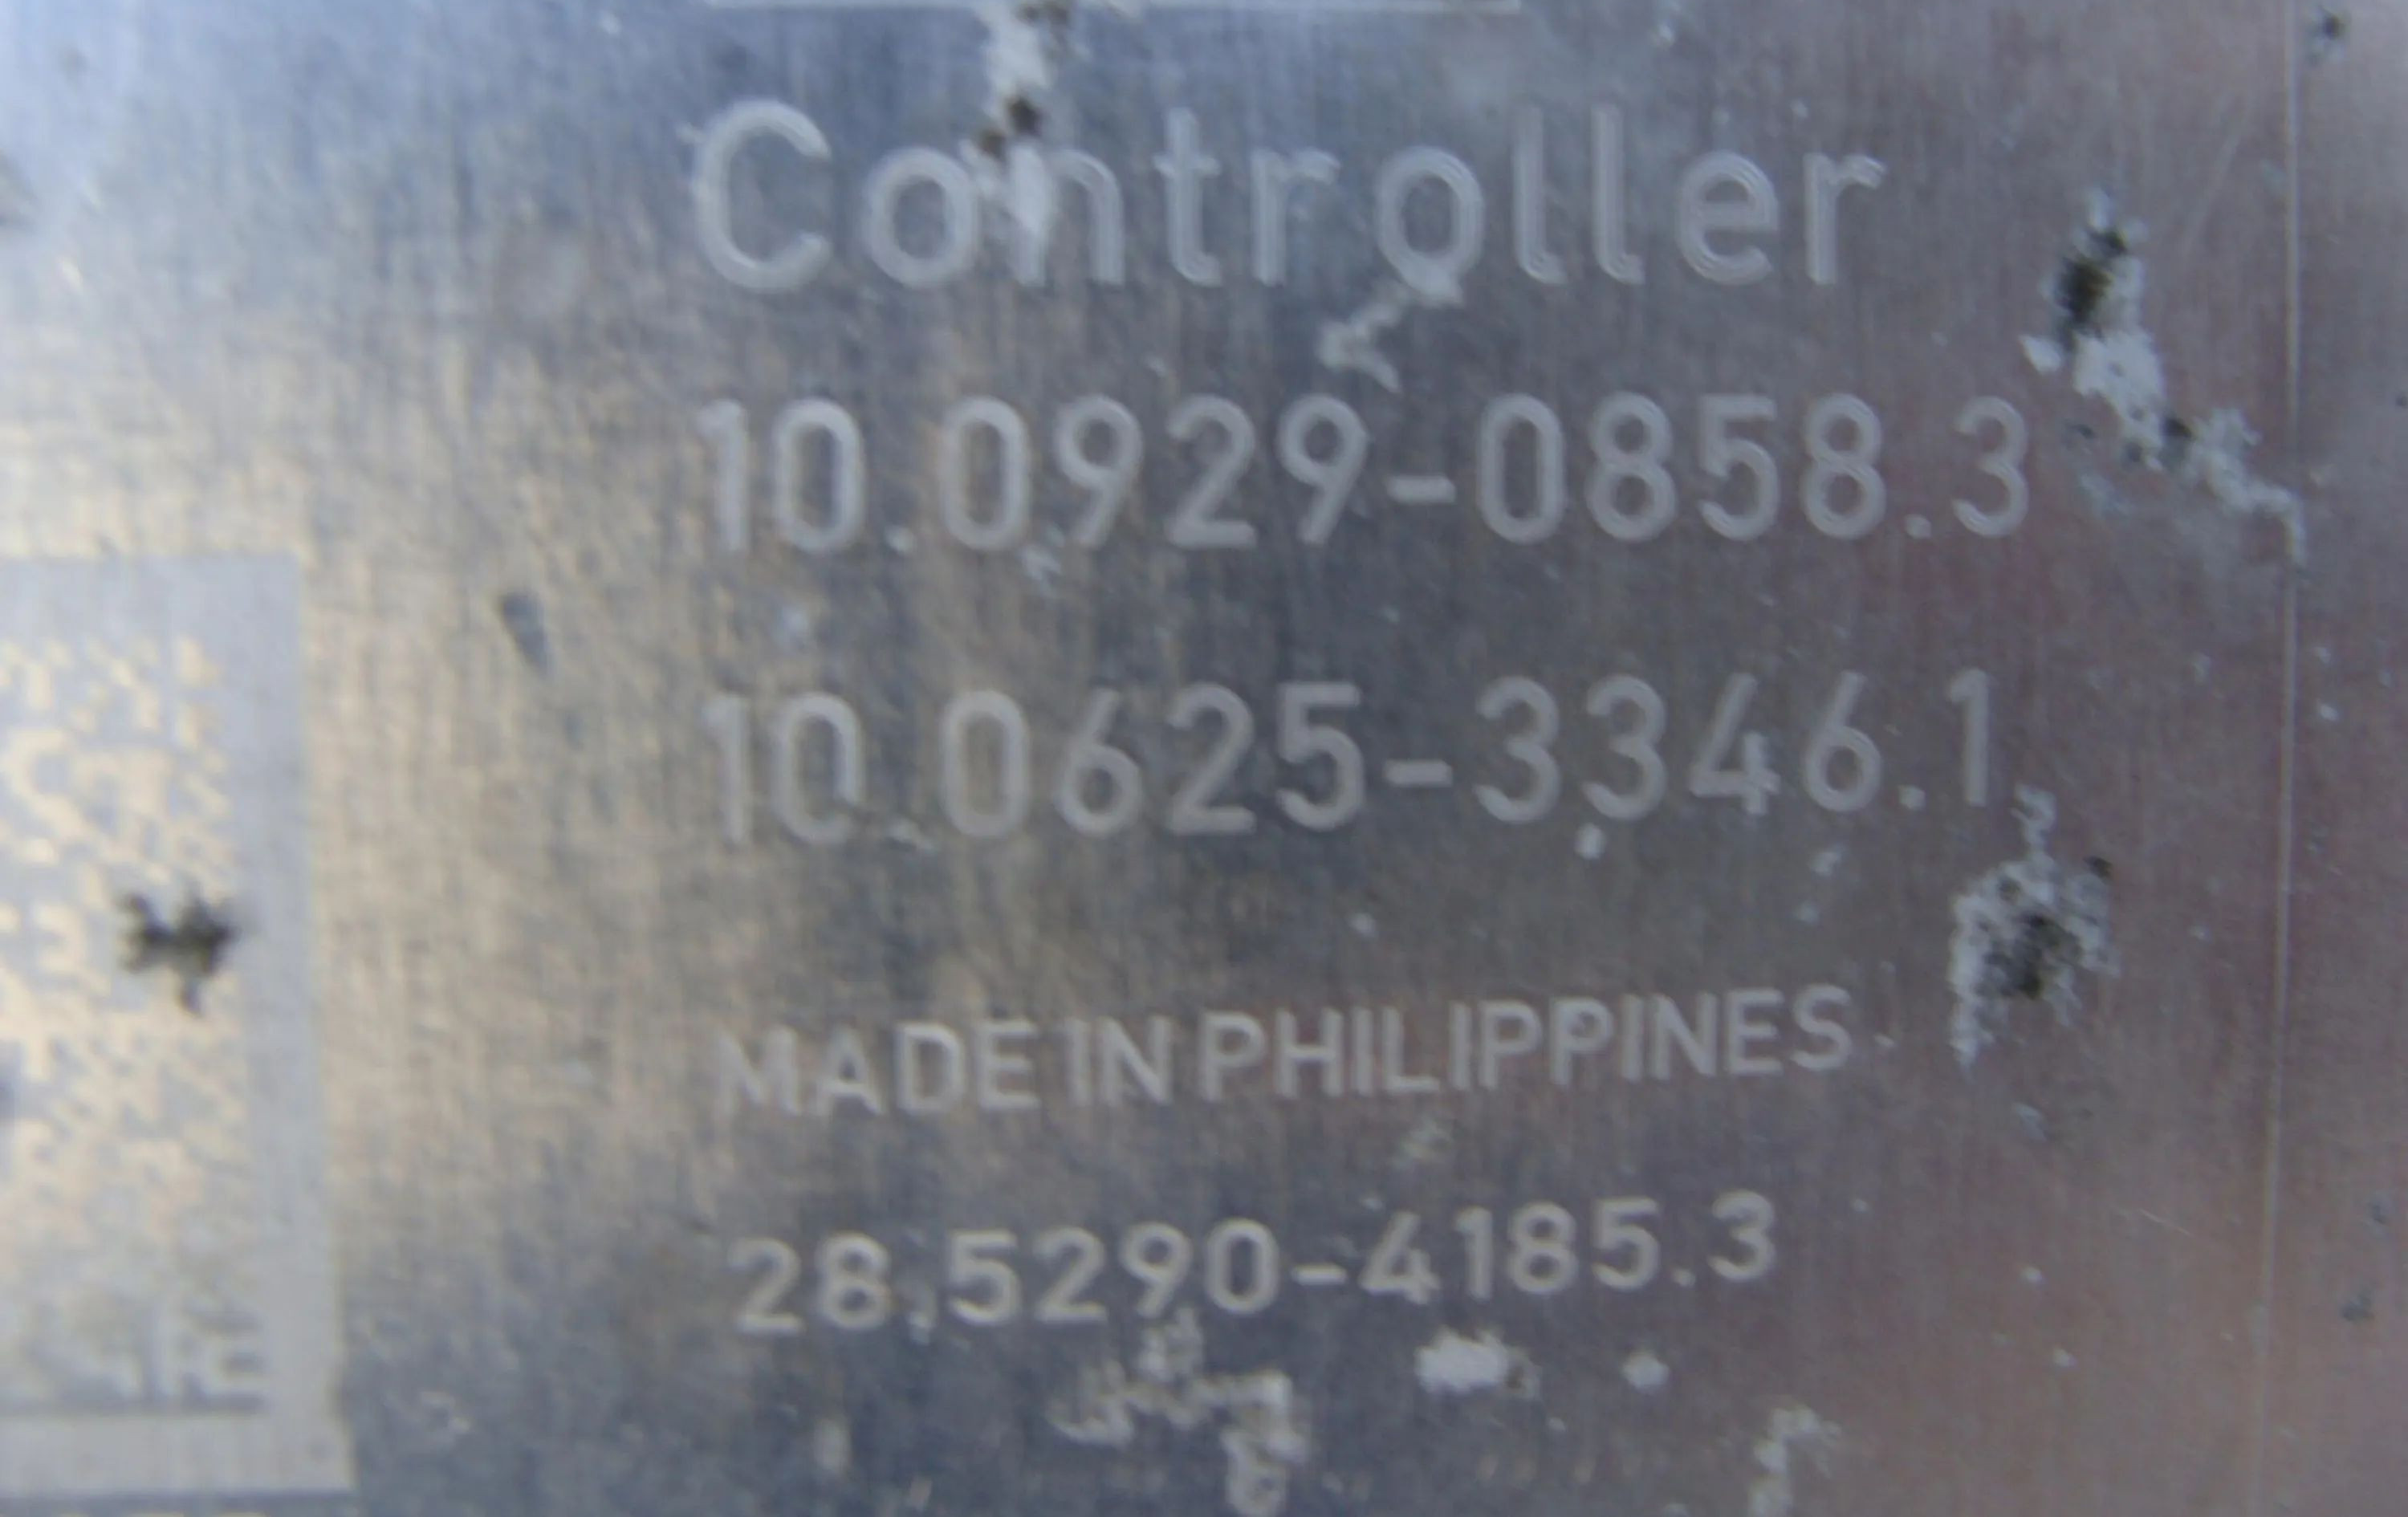 Controller
10.0929-0858.3
10.0625-3346.1
MADE IN PHILIPPINES
28.5290-4185.3